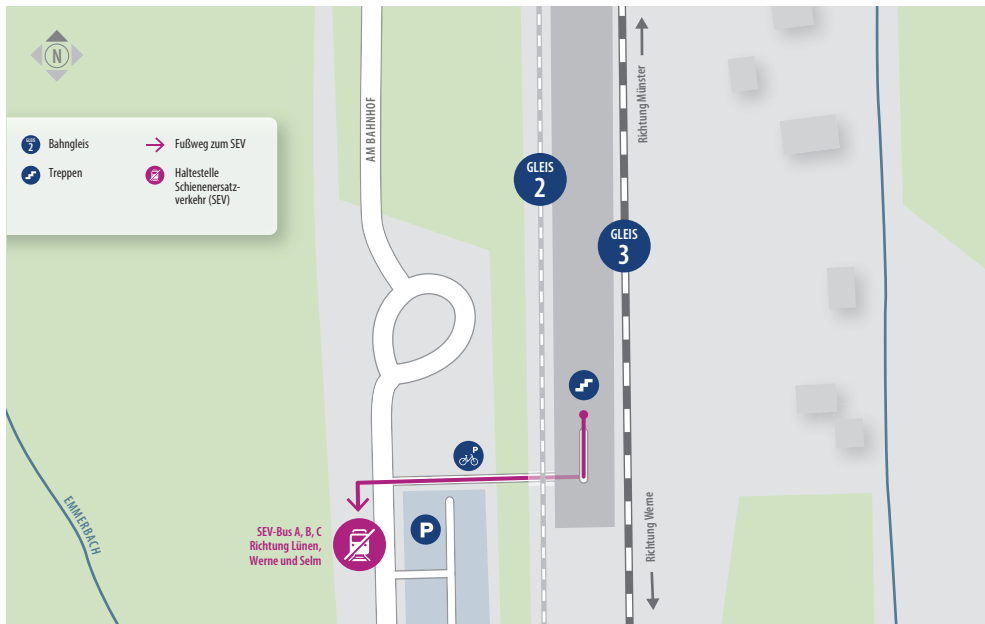 N
GLEIS
2
Bahngleis
Fußweg zum SEV
Treppen
Haltestelle
Schienenersatz-
verkehr (SEV)
AM BAHNHOF
Richtung Münster
GLEIS
2
GLEIS
3
P
P
SEV-Bus A, B, C
Richtung Lünen,
Werne und Selm
EMMERBACH
Richtung Werne